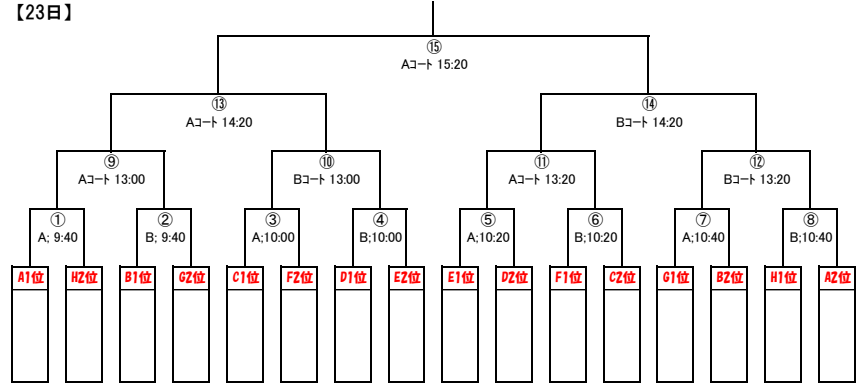 【23日】
⑮
Aコート 15:20
⑬ ⑭
Aコート 14:20 Bコート 14:20
⑨ ⑩ ⑪ ⑫
Aコート 13:00 Bコート 13:00 Aコート 13:20 Bコート 13:20
① ② ③ ④ ⑤ ⑥ ⑦ ⑧
A; 9:40 B; 9:40 A;10:00 B;10:00 A;10:20 B;10:20 A;10:40 B;10:40
A1位 H2位 B1位 G2位 C1位 F2位 D1位 E2位 E1位 D2位 F1位 C2位 G1位 B2位 H1位 A2位